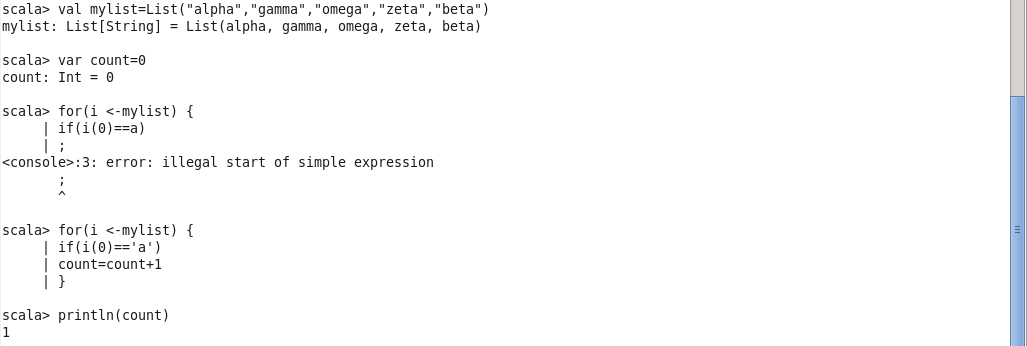 scala> val mylist=List("alpha","gamma","omega","zeta","beta")
mylist: List[String] = List(alpha, gamma, omega, zeta, beta)
scala> var count=0
count: Int = 0
scala> for(i <-mylist) {
| if(i(0)==a)
| ;
<console>:3: error: illegal start of simple expression
;
^
scala> for(i <-mylist) {
| if(i(0)=='a')
| count=count+1
| }
scala> println(count)
1